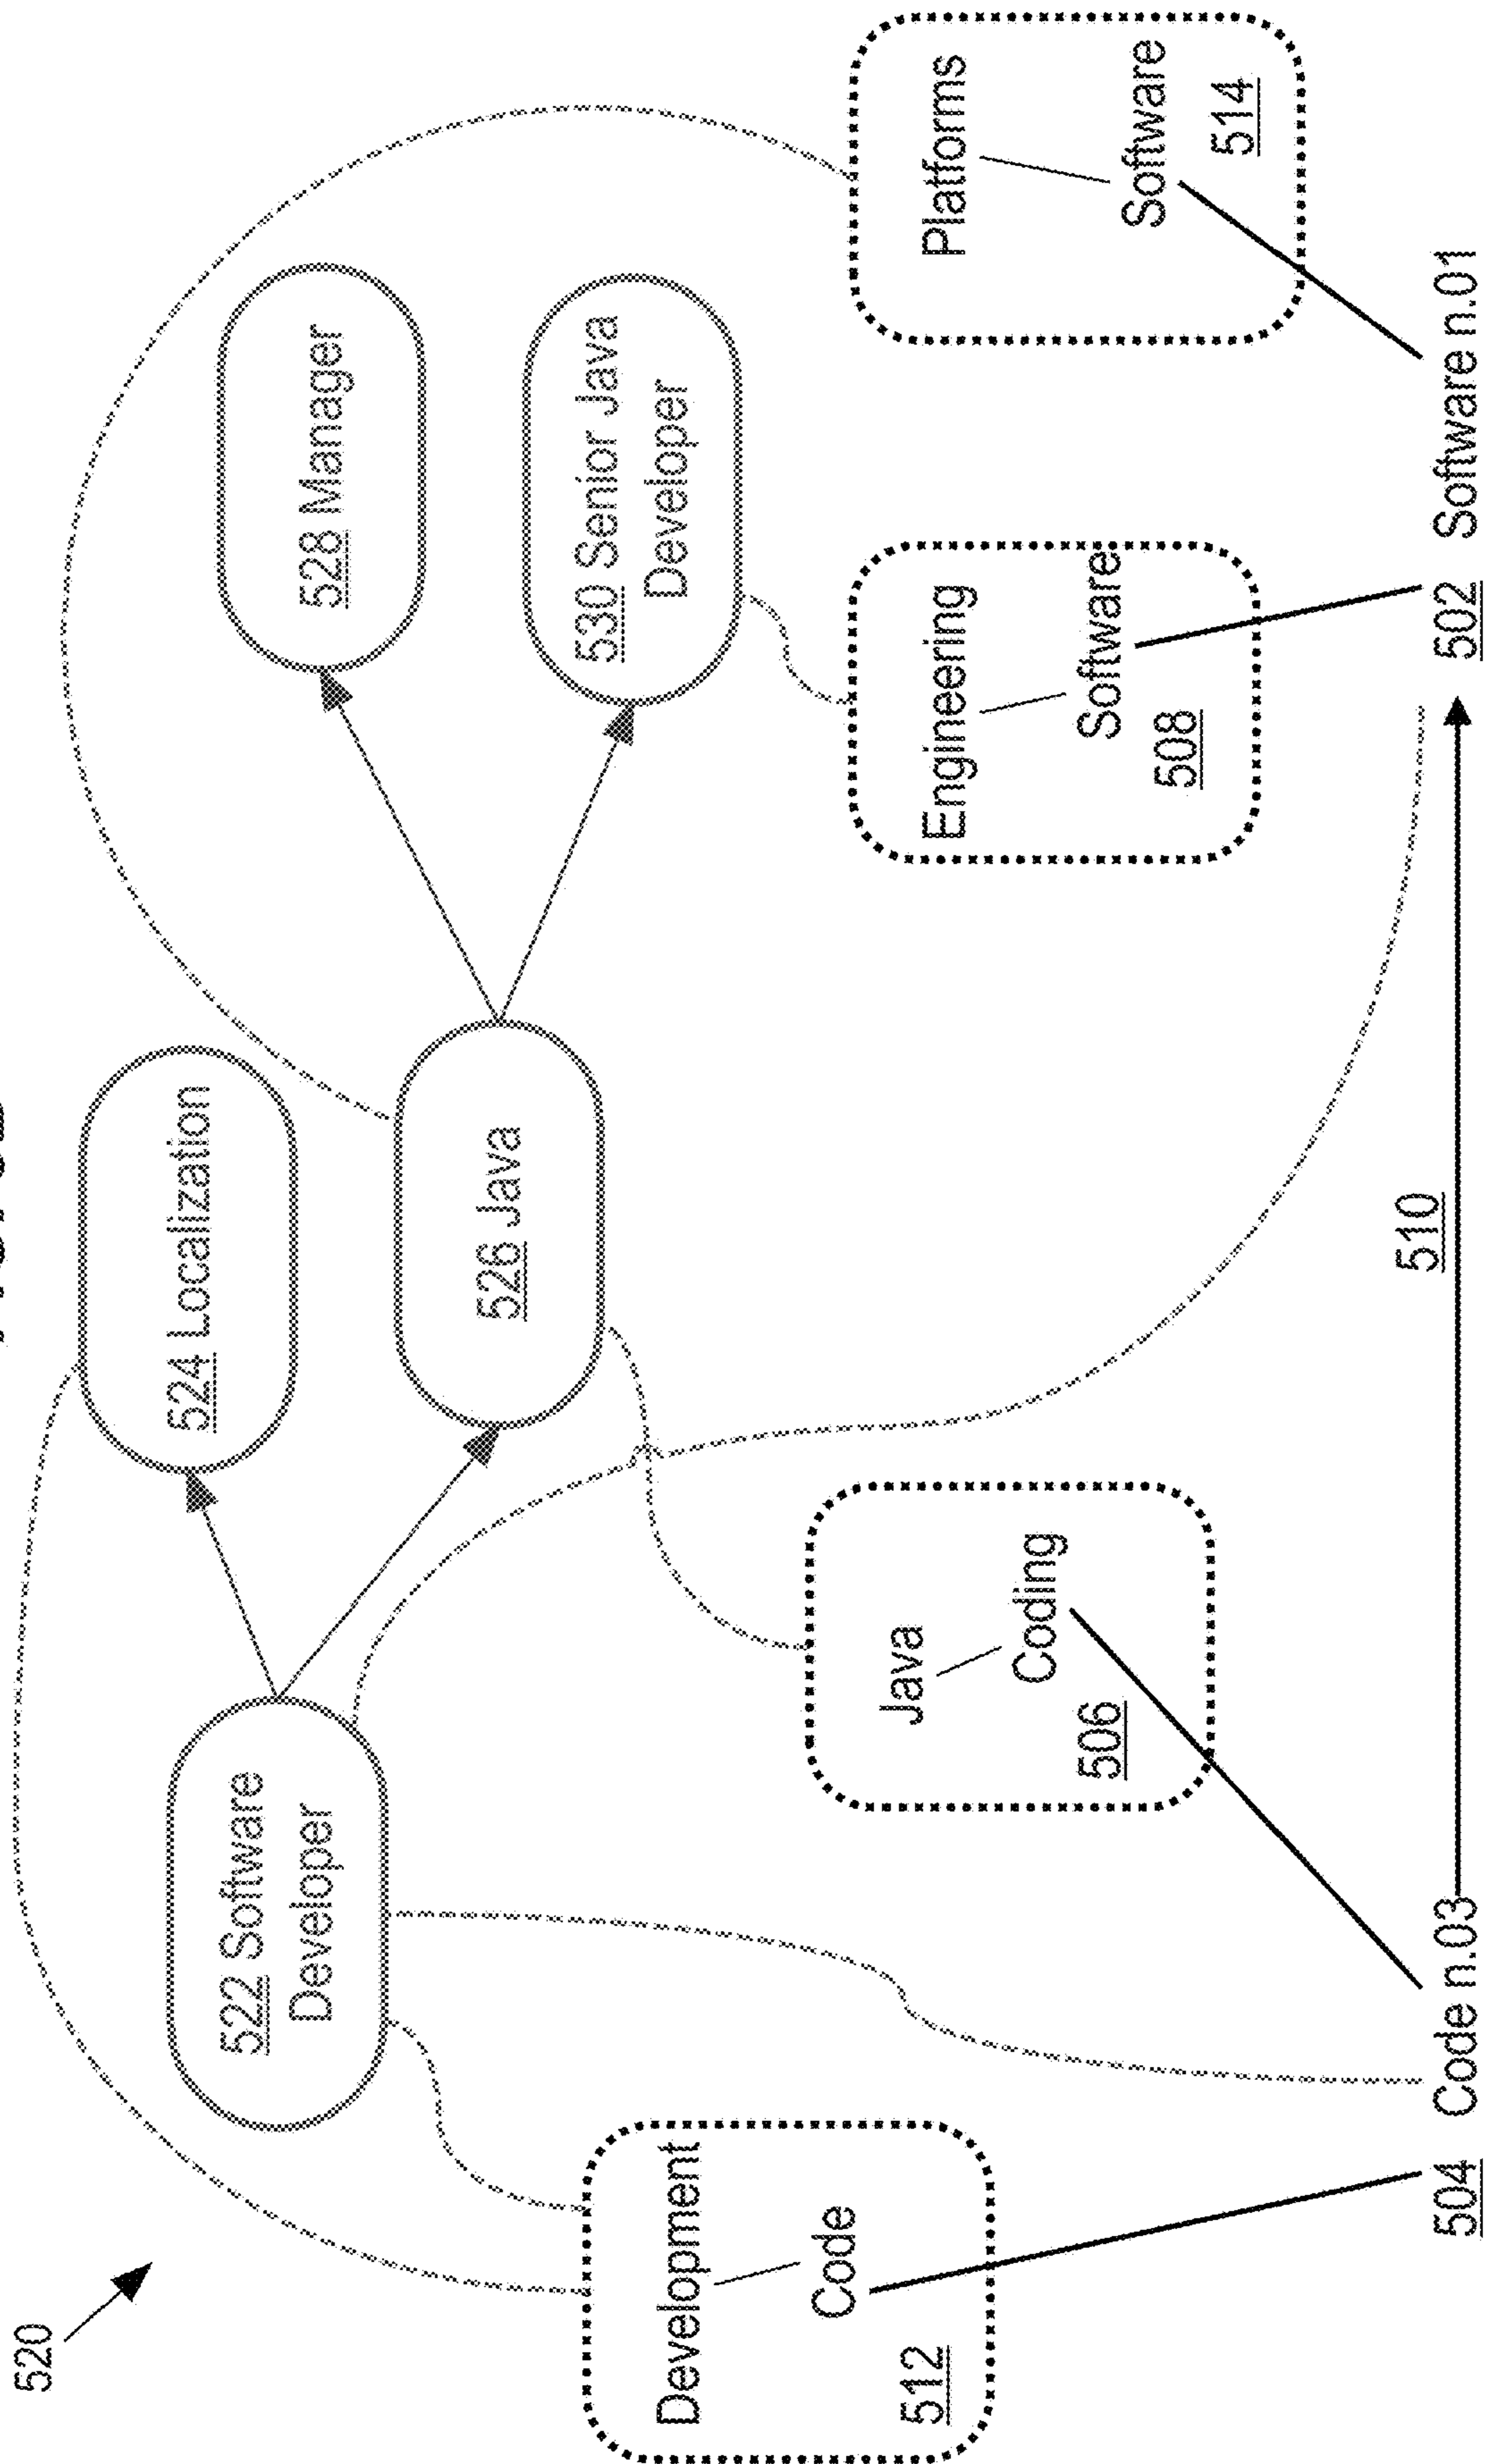 520
524 Localization
522 Software
Developer
526 Java
528 Manager
530 Senior Java
Developer
Development
Code
512
Java
Coding
506
Engineering
Software
508
Platforms
Software
514
510
504 Code n.03
502 Software n.01